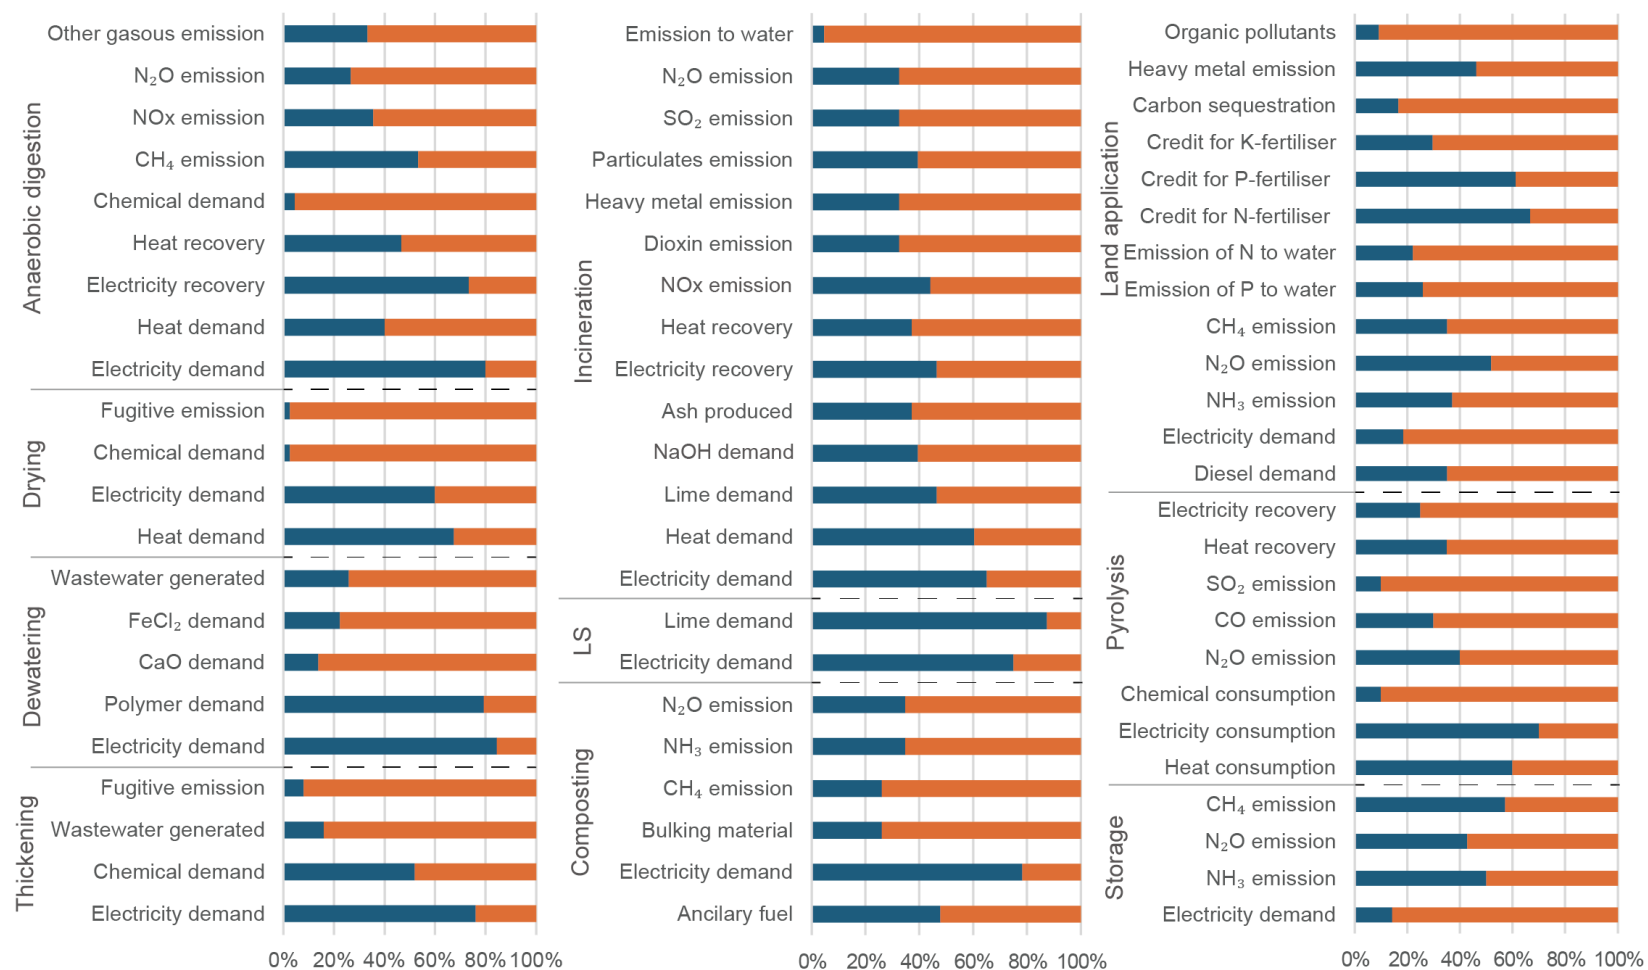 Anaerobic digestion
Other gasous emission
N₂O emission
NOx emission
CH₄ emission
Chemical demand
Heat recovery
Electricity recovery
Heat demand
Electricity demand
Drying
Fugitive emission
Chemical demand
Electricity demand
Heat demand
Dewatering
Wastewater generated
FeCl₂ demand
CaO demand
Polymer demand
Electricity demand
Thickening
Fugitive emission
Wastewater generated
Chemical demand
Electricity demand
0% 20% 40% 60% 80% 100%
Incineration
Emission to water
N₂O emission
SO₂ emission
Particulates emission
Heavy metal emission
Dioxin emission
NOx emission
Heat recovery
Electricity recovery
Ash produced
NaOH demand
Lime demand
Heat demand
Electricity demand
LS
Lime demand
Electricity demand
Composting
N₂O emission
NH₃ emission
CH₄ emission
Bulking material
Electricity demand
Ancilary fuel
0% 20% 40% 60% 80% 100%
Land application
Organic pollutants
Heavy metal emission
Carbon sequestration
Credit for K-fertiliser
Credit for P-fertiliser
Credit for N-fertiliser
Emission of N to water
Emission of P to water
CH₄ emission
N₂O emission
NH₃ emission
Electricity demand
Diesel demand
Pyrolysis
Electricity recovery
Heat recovery
SO₂ emission
CO emission
N₂O emission
Chemical consumption
Electricity consumption
Heat consumption
Storage
CH₄ emission
N₂O emission
NH₃ emission
Electricity demand
0% 20% 40% 60% 80% 100%